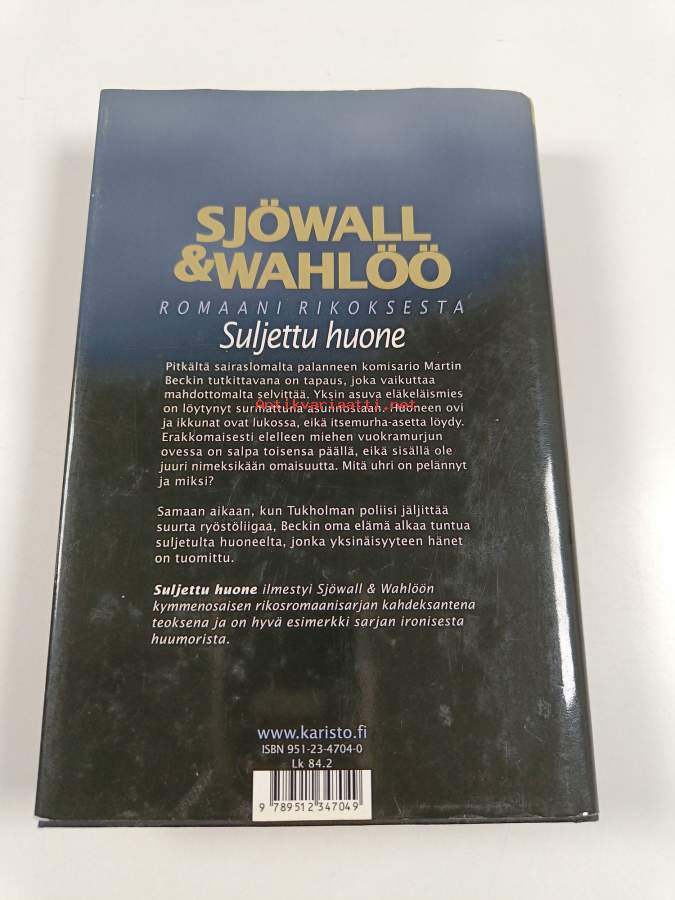 SJÖWALL
&WAHLÖÖ
ROMAANI RIKOKSESTA
Suljettu huone
Pitkältä sairaslomalta palanneen komisario Martin
Beckin tutkittavana on tapaus, joka vaikuttaa
mahdottomalta selvittää. Yksin asuva eläkeläismies
on löytynyt surmattuna asunnostaan. Huoneen ovi
Antikvariaatti.net
ja ikkunat ovat lukossa, eikä itsemurha-asetta löydy.
Erakkomaisesti elelleen miehen vuokramurjun
ovessa on salpa toisensa päällä, eikä sisällä ole
juuri nimeksikään omaisuutta. Mitä uhri on pelännyt
ja miksi?
Samaan aikaan, kun Tukholman poliisi jäljittää
suurta ryöstöliigaa, Beckin oma elämä alkaa tuntua
suljetulta huoneelta, jonka yksinäisyyteen hänet
on tuomittu.
Suljettu huone ilmestyi Sjöwall & Wahlöön
kymmenosaisen rikosromaanisarjan kahdeksantena
teoksena ja on hyvä esimerkki sarjan ironisesta
huumorista.
www.karisto.fi
ISBN 951-23-4704-0
Lk 84.2
9 789512 347049